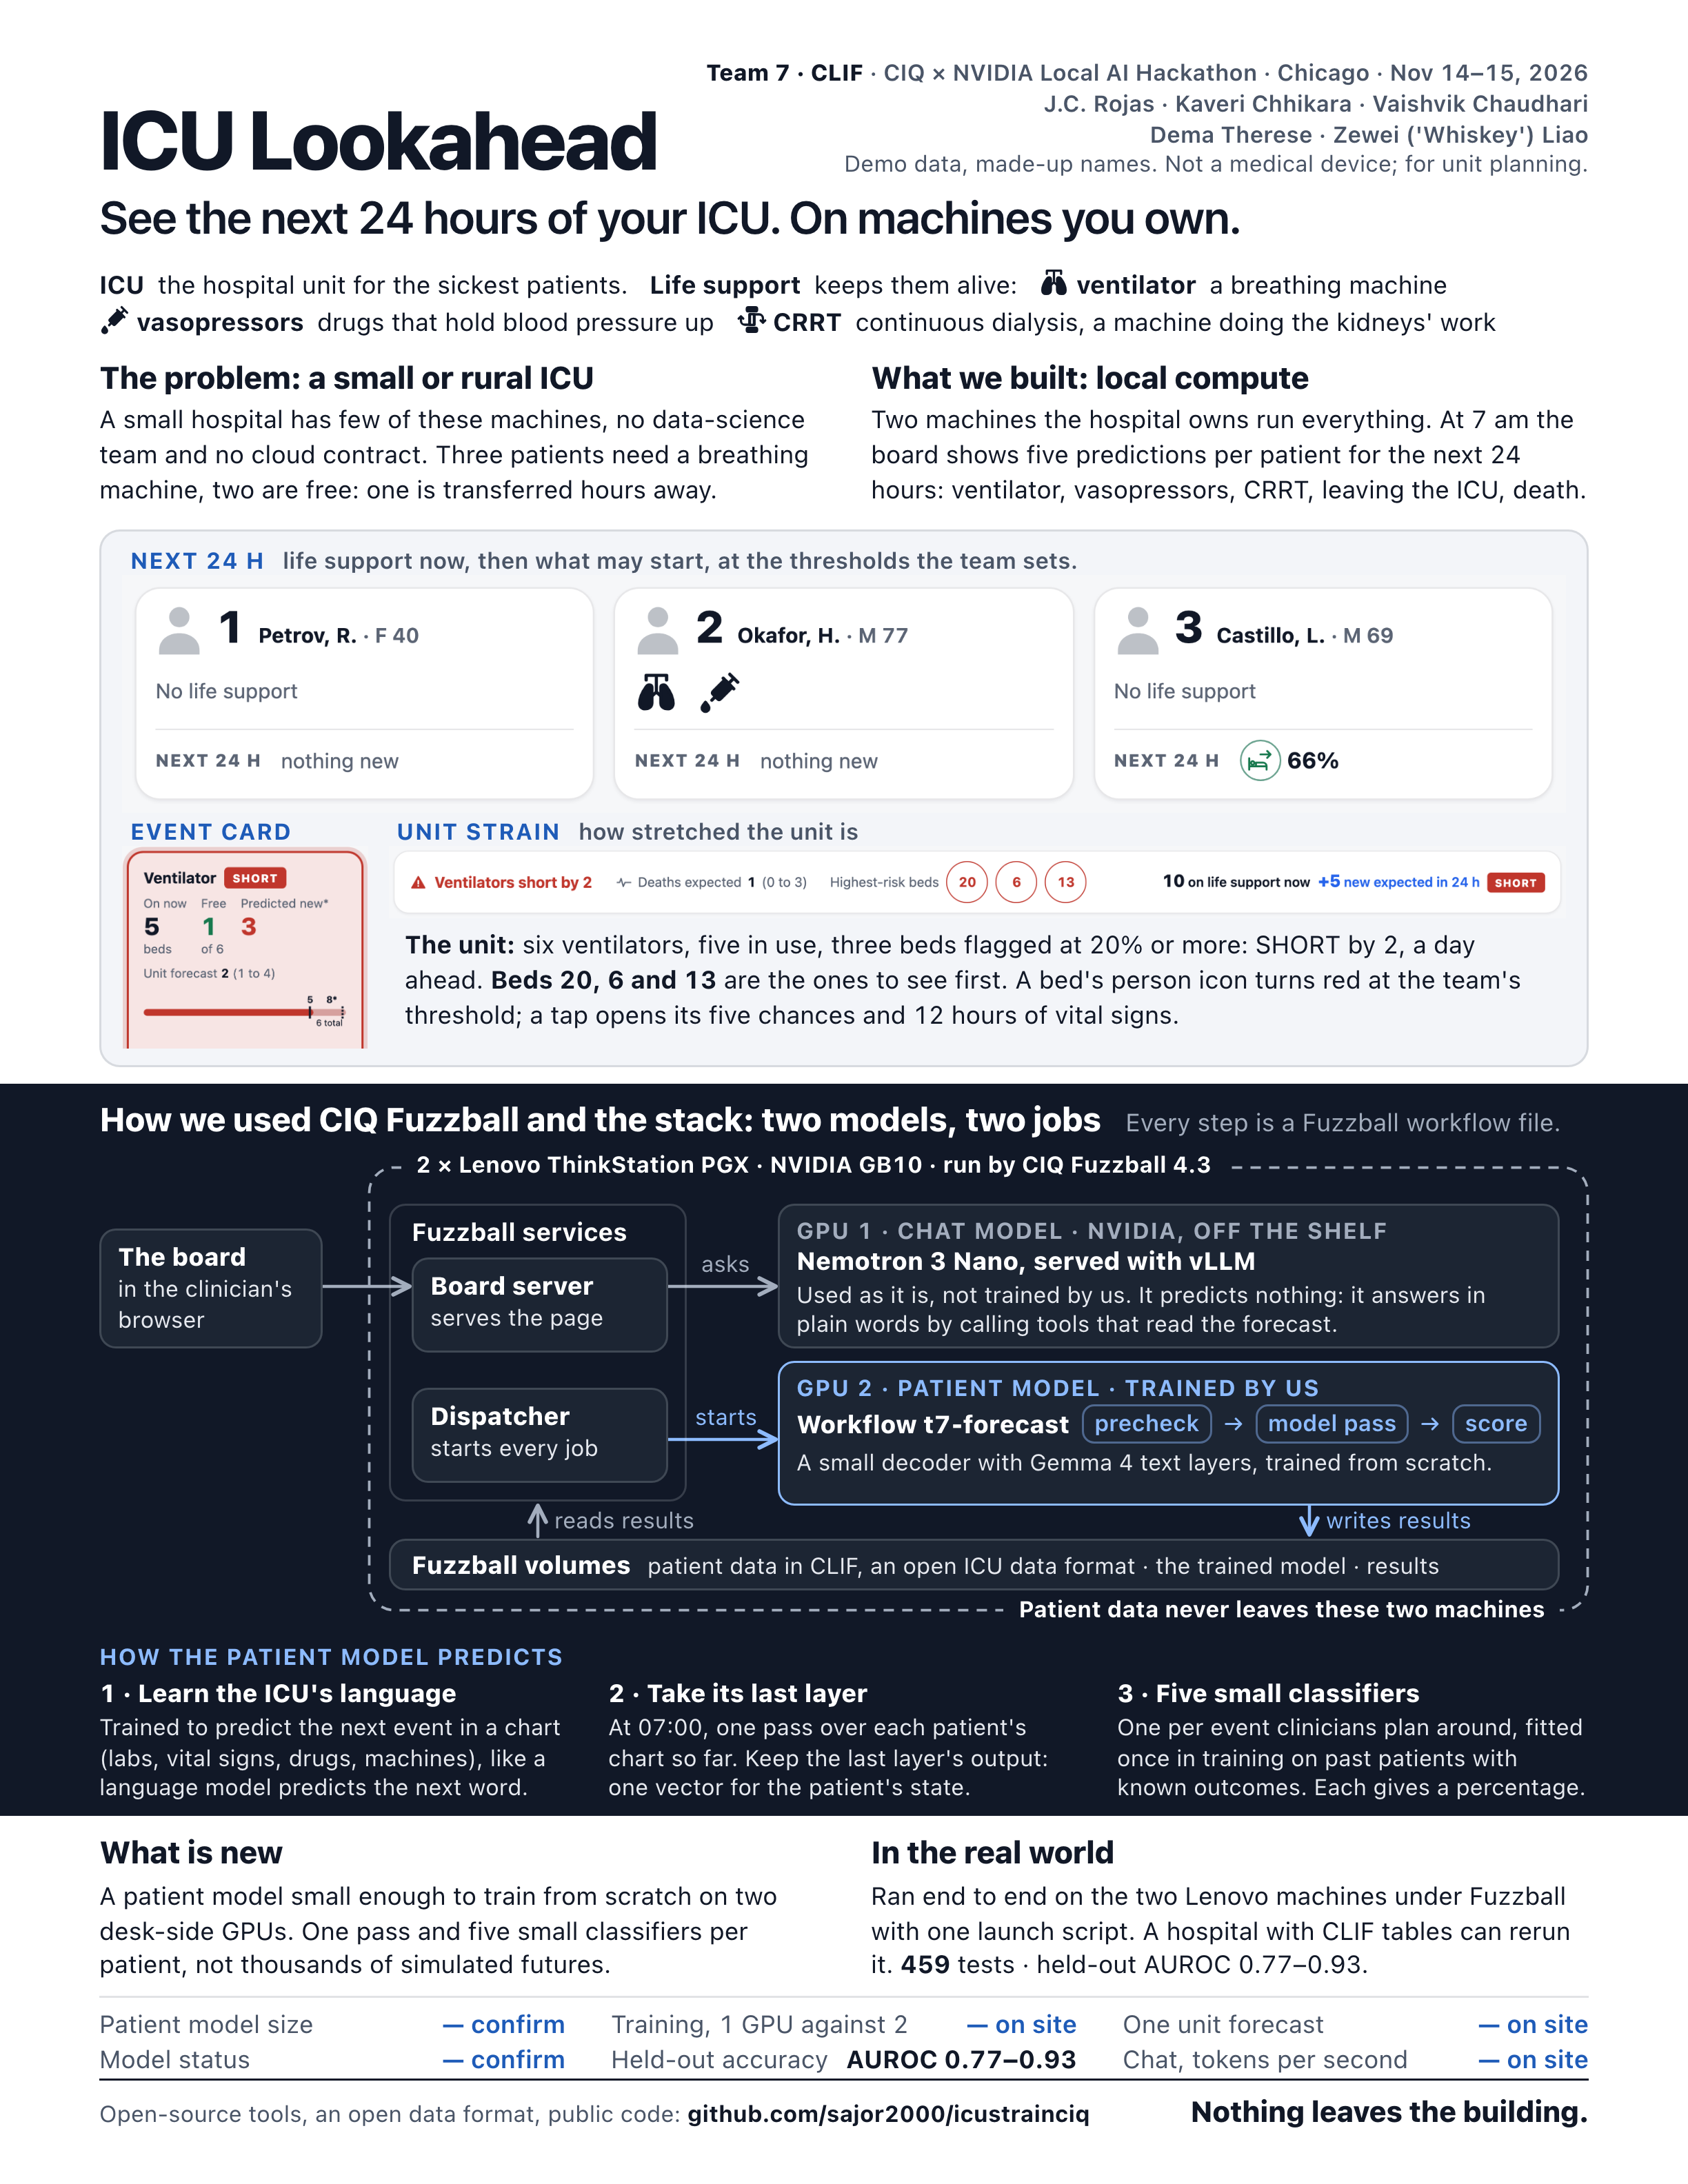 Team 7 · CLIF · CIQ × NVIDIA Local AI Hackathon · Chicago · Nov 14–15, 2026
J.C. Rojas · Kaveri Chhikara · Vaishvik Chaudhari
Dema Therese · Zewei ('Whiskey') Liao
Demo data, made-up names. Not a medical device; for unit planning.
ICU Lookahead
See the next 24 hours of your ICU. On machines you own.
ICU the hospital unit for the sickest patients. Life support keeps them alive: ventilator a breathing machine
vasopressors drugs that hold blood pressure up CRRT continuous dialysis, a machine doing the kidneys' work
The problem: a small or rural ICU
A small hospital has few of these machines, no data-science
team and no cloud contract. Three patients need a breathing
machine, two are free: one is transferred hours away.
What we built: local compute
Two machines the hospital owns run everything. At 7 am the
board shows five predictions per patient for the next 24
hours: ventilator, vasopressors, CRRT, leaving the ICU, death.
NEXT 24 H life support now, then what may start, at the thresholds the team sets.
1 Petrov, R. · F 40
No life support
NEXT 24 H nothing new
2 Okafor, H. · M 77
NEXT 24 H nothing new
3 Castillo, L. · M 69
No life support
NEXT 24 H 66%
EVENT CARD
Ventilator SHORT
On now Free Predicted new*
5 1 3
beds of 6
Unit forecast 2 (1 to 4)
5 8*
6 total
UNIT STRAIN how stretched the unit is
Ventilators short by 2 Deaths expected 1 (0 to 3) Highest-risk beds 20 6 13 10 on life support now +5 new expected in 24 h SHORT
The unit: six ventilators, five in use, three beds flagged at 20% or more: SHORT by 2, a day
ahead. Beds 20, 6 and 13 are the ones to see first. A bed's person icon turns red at the team's
threshold; a tap opens its five chances and 12 hours of vital signs.
How we used CIQ Fuzzball and the stack: two models, two jobs Every step is a Fuzzball workflow file.
2 × Lenovo ThinkStation PGX · NVIDIA GB10 · run by CIQ Fuzzball 4.3
The board
in the clinician's
browser
Fuzzball services
Board server
serves the page
Dispatcher
starts every job
asks
starts
GPU 1 · CHAT MODEL · NVIDIA, OFF THE SHELF
Nemotron 3 Nano, served with vLLM
Used as it is, not trained by us. It predicts nothing: it answers in
plain words by calling tools that read the forecast.
GPU 2 · PATIENT MODEL · TRAINED BY US
Workflow t7-forecast precheck → model pass → score
A small decoder with Gemma 4 text layers, trained from scratch.
reads results
writes results
Fuzzball volumes patient data in CLIF, an open ICU data format · the trained model · results
Patient data never leaves these two machines
HOW THE PATIENT MODEL PREDICTS
1 · Learn the ICU's language
Trained to predict the next event in a chart
(labs, vital signs, drugs, machines), like a
language model predicts the next word.
2 · Take its last layer
At 07:00, one pass over each patient's
chart so far. Keep the last layer's output:
one vector for the patient's state.
3 · Five small classifiers
One per event clinicians plan around, fitted
once in training on past patients with
known outcomes. Each gives a percentage.
What is new
A patient model small enough to train from scratch on two
desk-side GPUs. One pass and five small classifiers per
patient, not thousands of simulated futures.
In the real world
Ran end to end on the two Lenovo machines under Fuzzball
with one launch script. A hospital with CLIF tables can rerun
it. 459 tests · held-out AUROC 0.77–0.93.
Patient model size — confirm
Training, 1 GPU against 2 — on site
One unit forecast — on site
Model status — confirm
Held-out accuracy AUROC 0.77–0.93
Chat, tokens per second — on site
Open-source tools, an open data format, public code: github.com/sajor2000/icustrainciq
Nothing leaves the building.